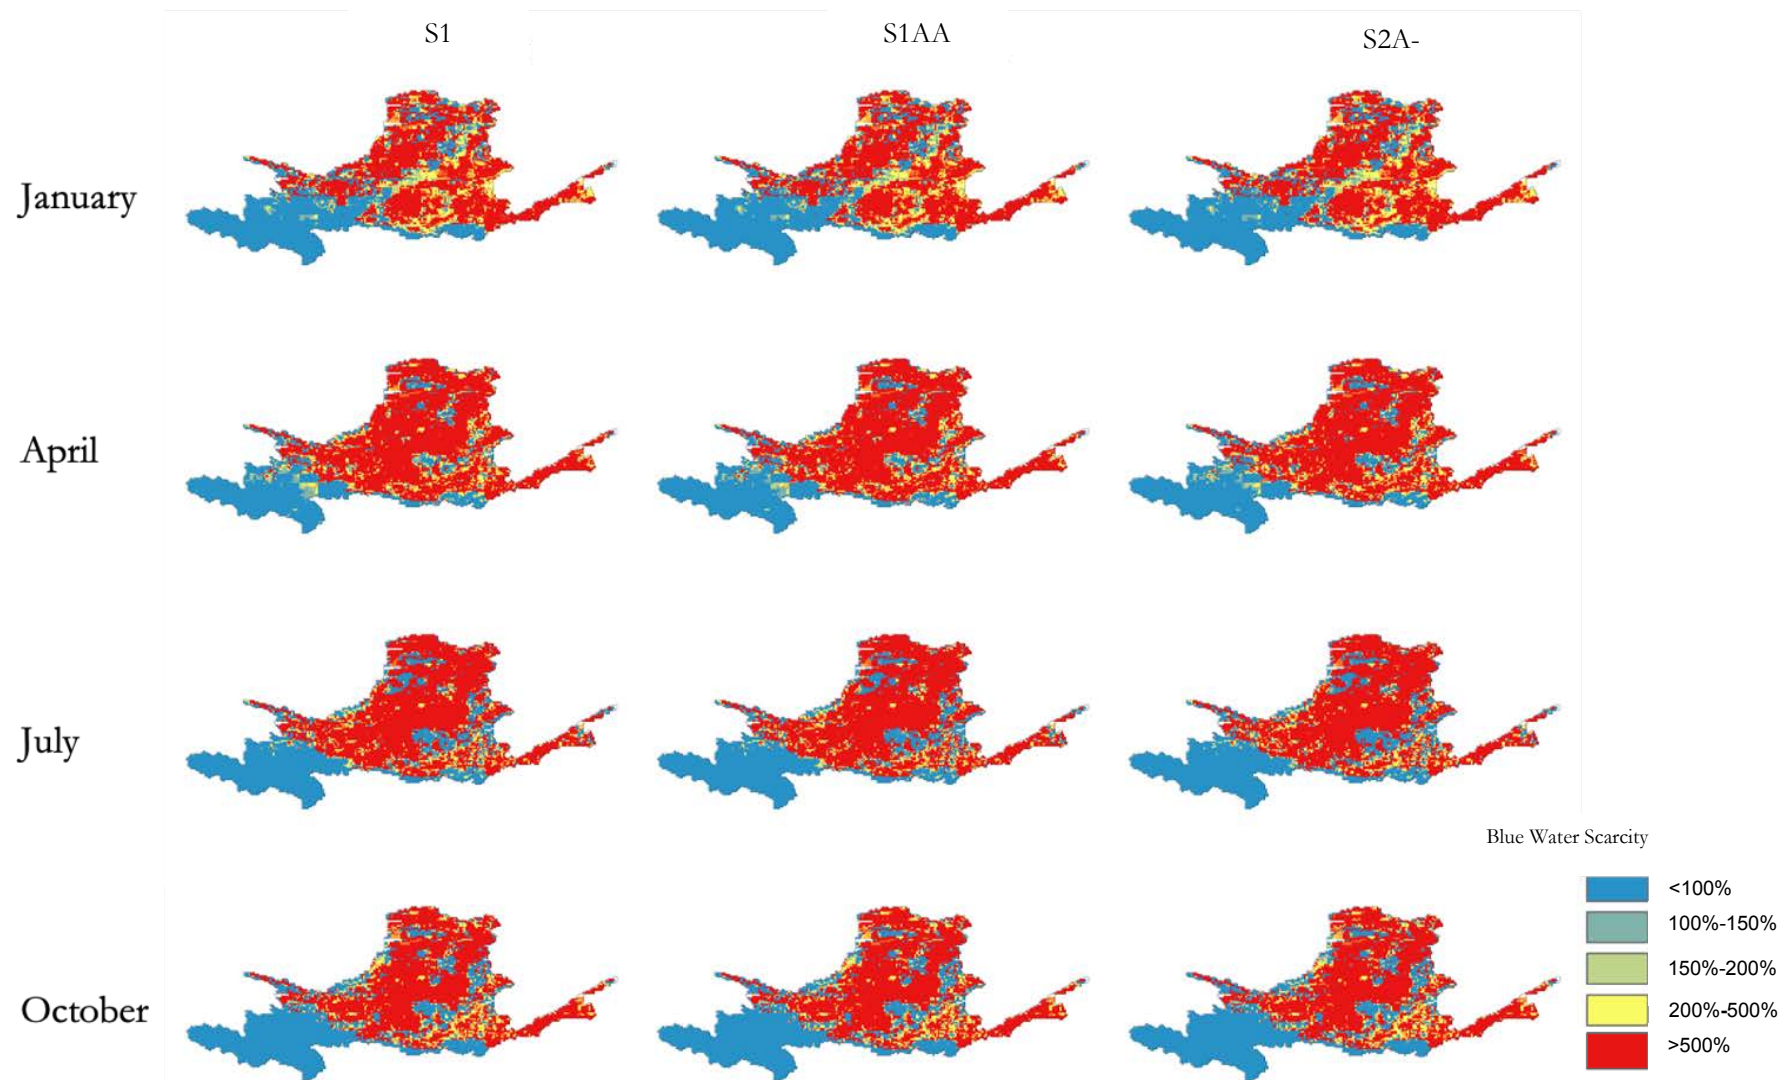 S1
S1AA
S2A-
January
April
July
October
Blue Water Scarcity
<100%
100%-150%
150%-200%
200%-500%
>500%